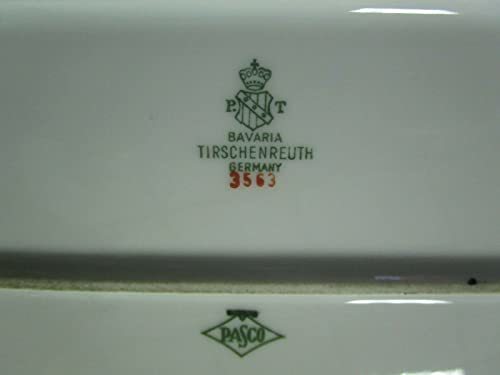 P. T
BAVARIA
TIRSCHENREUTH
GERMANY
3563
PASCO